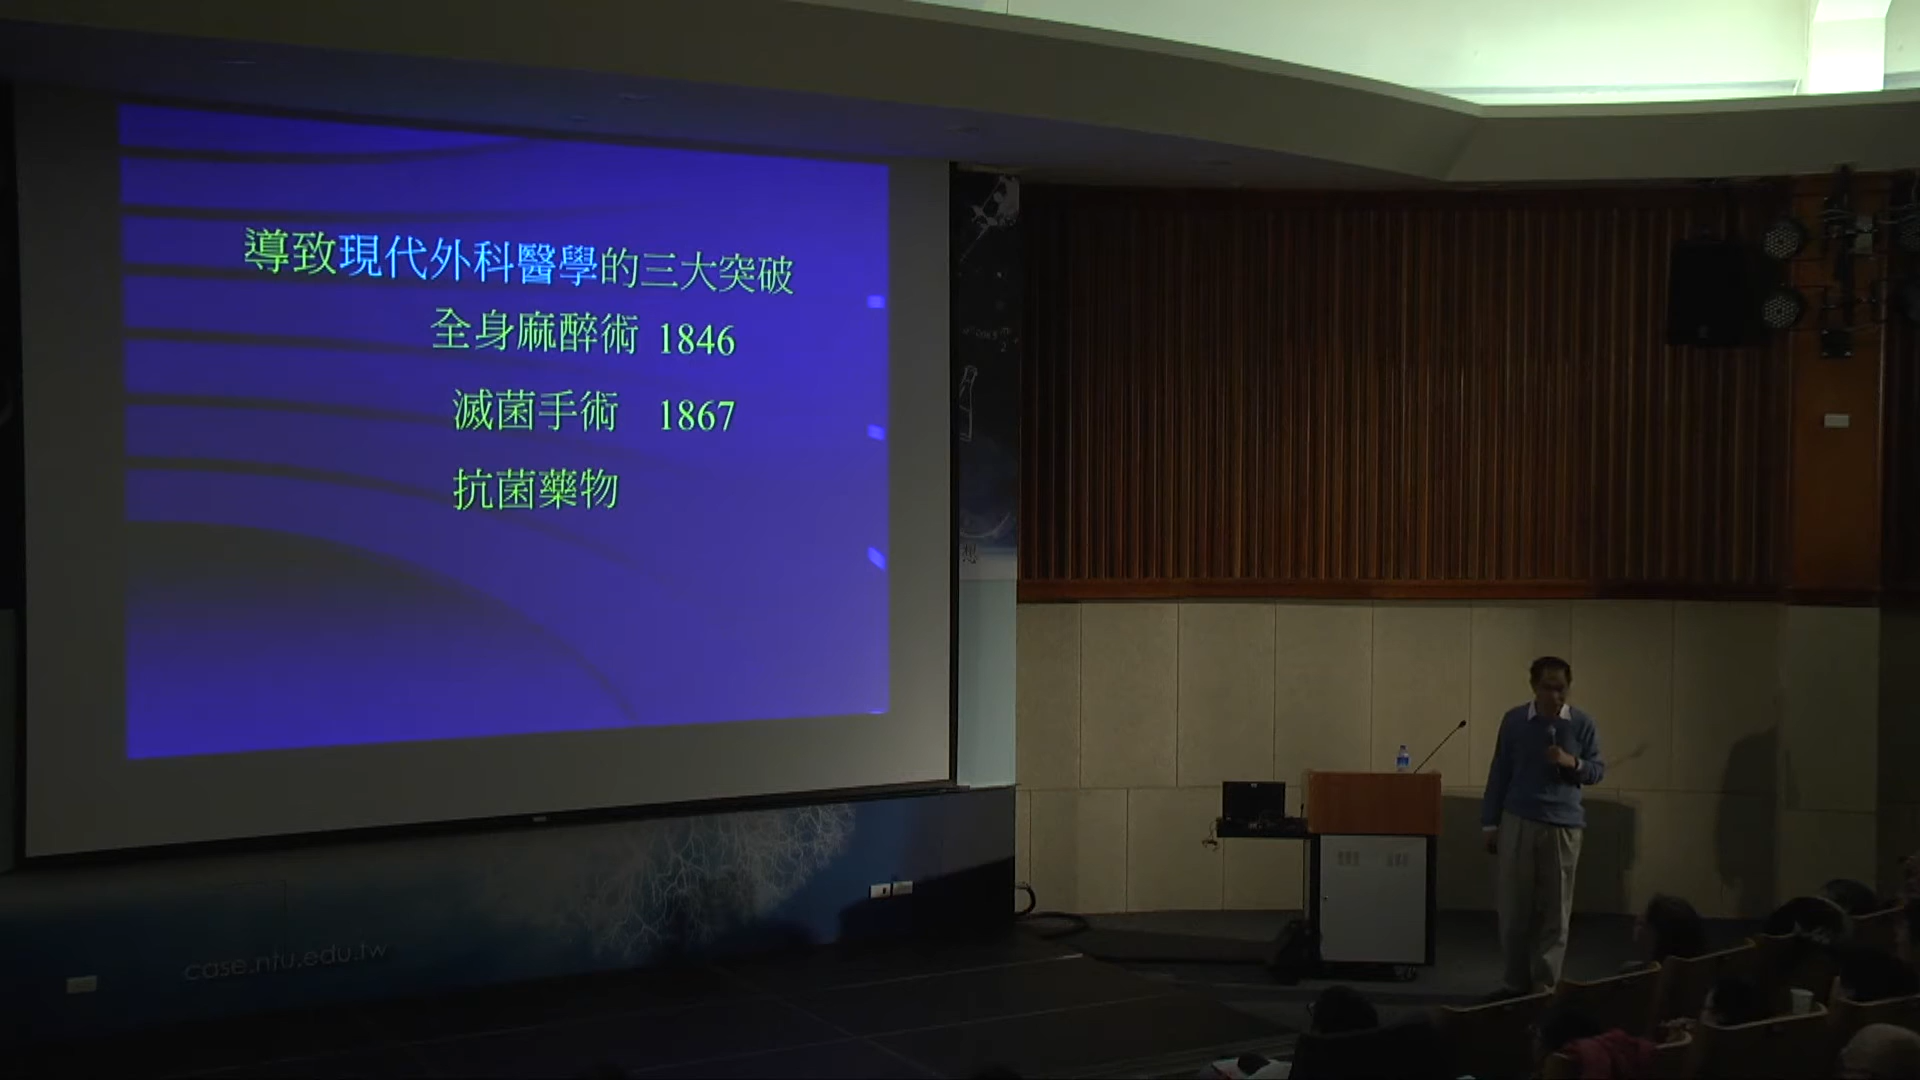 導致現代外科醫學的三大突破
全身麻醉術 1846
滅菌手術 1867
抗菌藥物
想
case.ntu.edu.tw